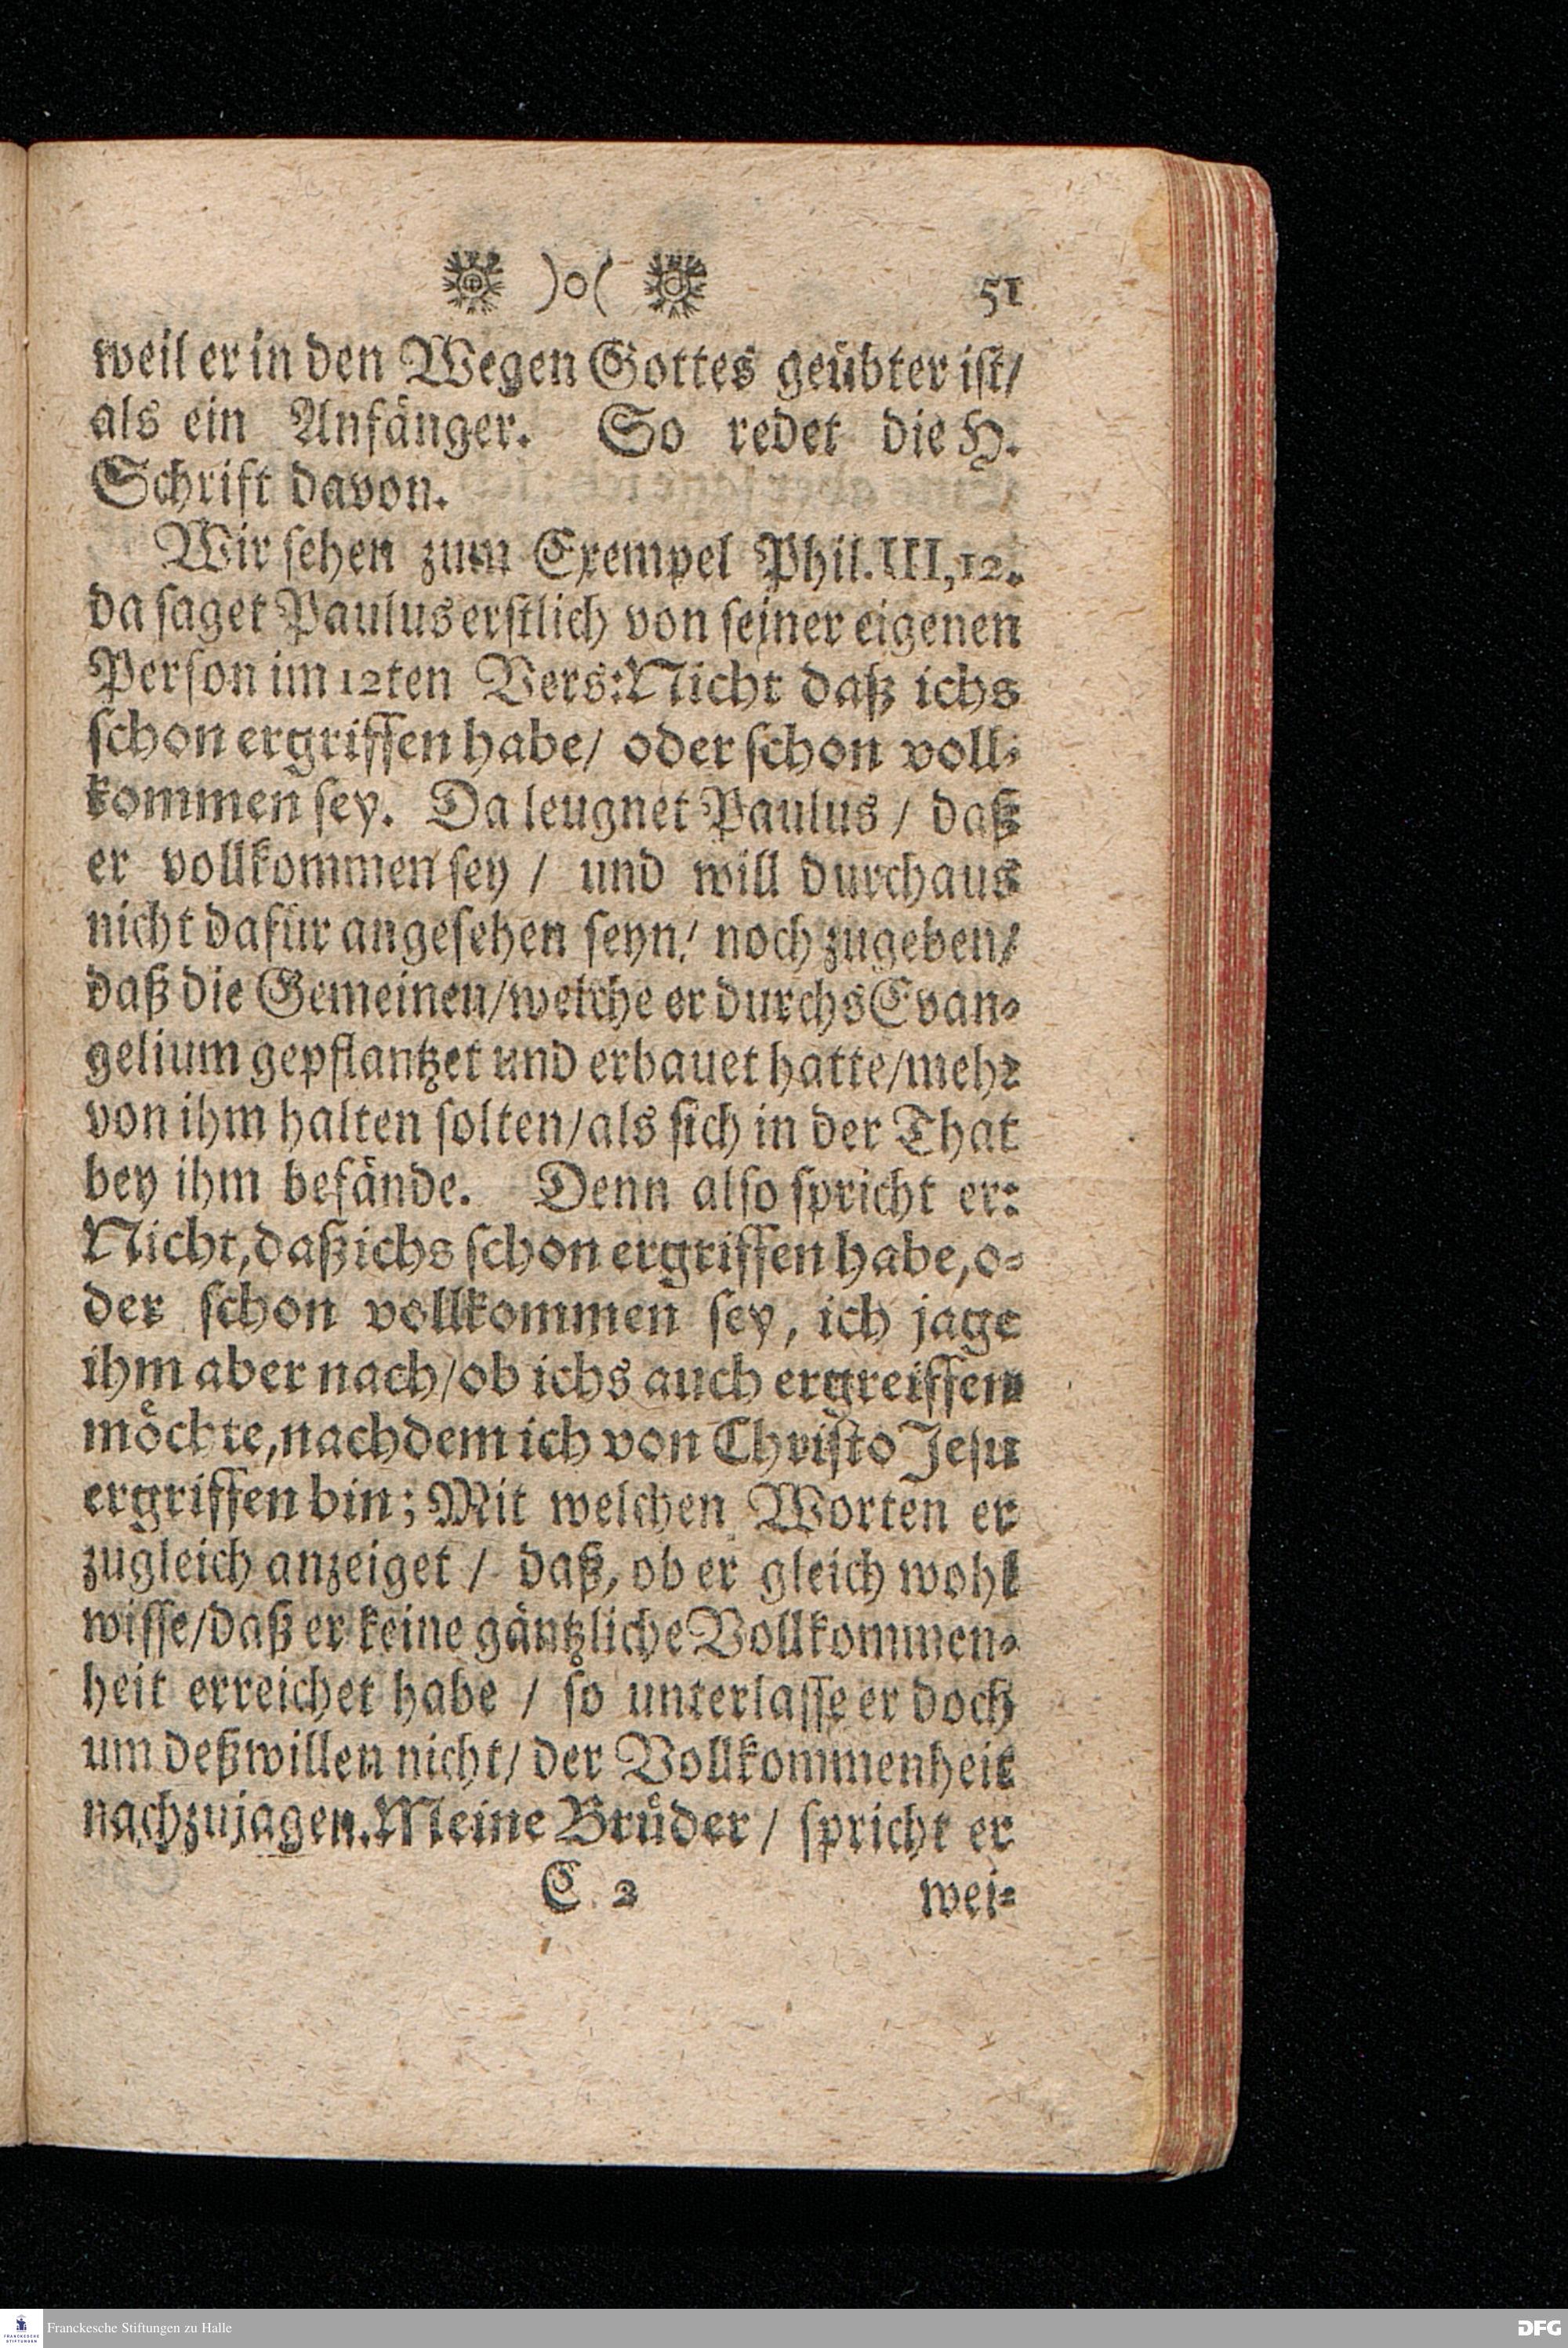 )o( 51
weil er in den Wegen Gottes geübter iſt/
als ein Anfänger. So redet die H.
Schrift davon.
Wir ſehen zum Exempel Phil. III, 12.
da ſaget Paulus erſtlich von ſeiner eigenen
Perſon im 12ten Vers: Nicht daß ichs
ſchon ergriffen habe/ oder ſchon voll-
kommen ſey. Da leugnet Paulus / daß
er vollkommen ſey / und will durchaus
nicht dafür angeſehen ſeyn/ noch zugeben/
daß die Gemeinen/welche er durchs Evan-
gelium gepflantzet und erbauet hatte/mehr
von ihm halten ſolten/als ſich in der That
bey ihm befände. Denn alſo ſpricht er:
Nicht, daß ichs ſchon ergriffen habe, o-
der ſchon vollkommen ſey, ich jage
ihm aber nach/ob ichs auch ergreiffen
möchte, nachdem ich von Chriſto Jeſu
ergriffen bin; Mit welchen Worten er
zugleich anzeiget / daß, ob er gleich wohl
wiſſe/daß er keine gäntzliche Vollkommen-
heit erreichet habe / ſo unterlaſſe er doch
um deßwillen nicht/ der Vollkommenheit
nachzujagen. Meine Brüder / ſpricht er
C 2 wei-
FRANCKESCHE STIFTUNGEN
Franckesche Stiftungen zu Halle
DFG